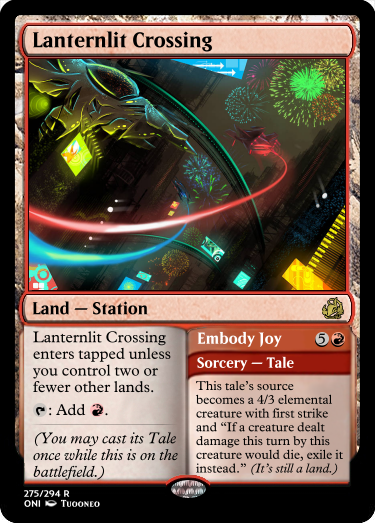 Lanternlit Crossing
Land — Station
Lanternlit Crossing
enters tapped unless
you control two or
fewer other lands.
: Add .
(You may cast its Tale
once while this is on the
battlefield.)
Embody Joy 5
Sorcery — Tale
This tale's source
becomes a 4/3 elemental
creature with first strike
and “If a creature dealt
damage this turn by this
creature would die, exile it
instead.” (It's still a land.)
275/294 R
ONI — Tuooneo